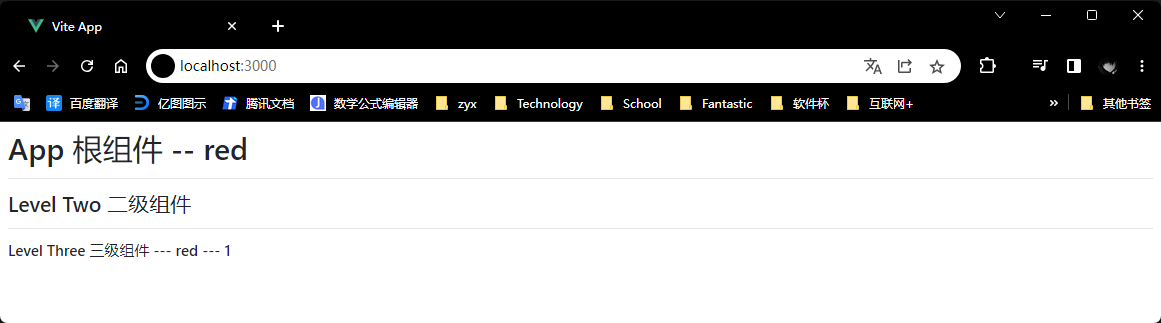 Vite App
localhost:3000
译 百度翻译 亿图图示 腾讯文档 数学公式编辑器 zyx Technology School Fantastic 软件杯 互联网+ » 其他书签
App 根组件 -- red
Level Two 二级组件
Level Three 三级组件 --- red --- 1